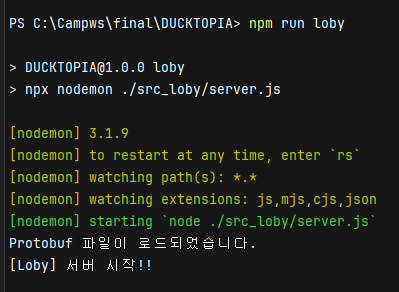 PS C:\Campws\final\DUCKTOPIA> npm run loby
> DUCKTOPIA@1.0.0 loby
> npx nodemon ./src_loby/server.js
[nodemon] 3.1.9
[nodemon] to restart at any time, enter `rs`
[nodemon] watching path(s): *.*
[nodemon] watching extensions: js,mjs,cjs,json
[nodemon] starting `node ./src_loby/server.js`
Protobuf 파일이 로드되었습니다.
[Loby] 서버 시작!!